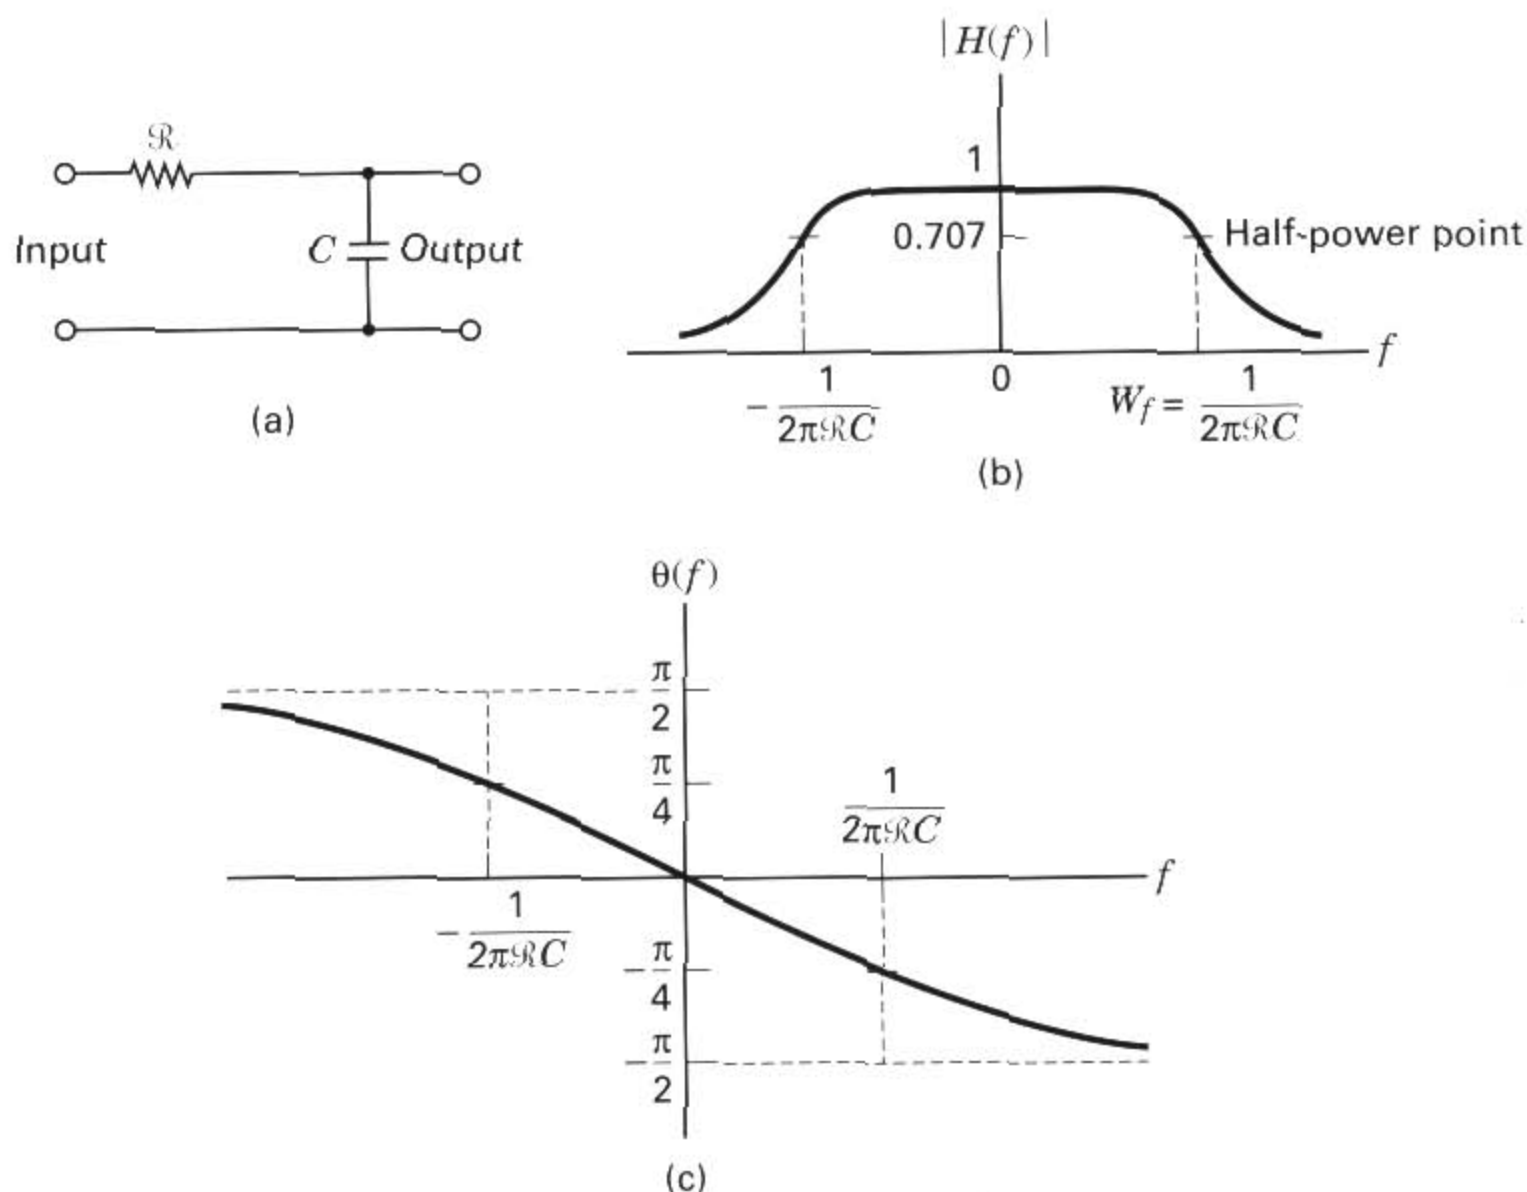 ℛ
Input
C
Output
(a)
|H(f)|
1
0.707
Half-power point
f
- 1/2πℛC
0
W_f = 1/2πℛC
(b)
θ(f)
π/2
π/4
1/2πℛC
f
- 1/2πℛC
- π/4
- π/2
(c)